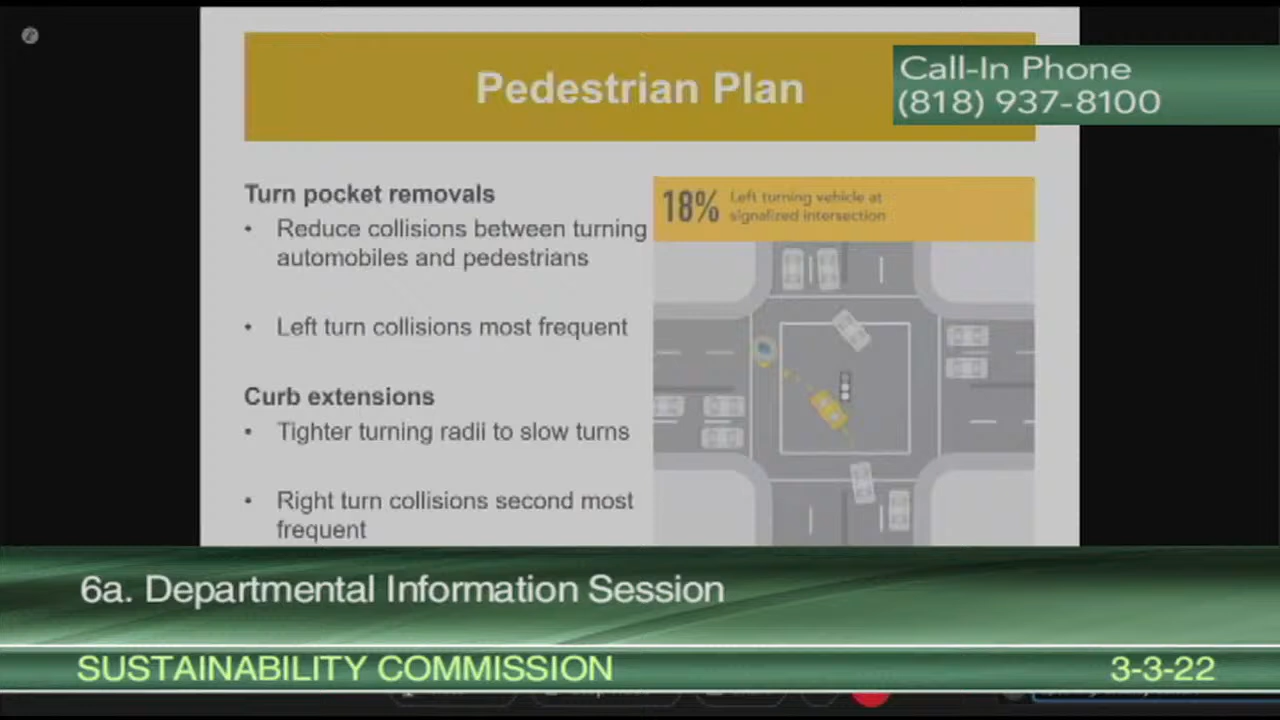 Pedestrian Plan
Call-In Phone
(818) 937-8100
Turn pocket removals
• Reduce collisions between turning
automobiles and pedestrians
• Left turn collisions most frequent
Curb extensions
• Tighter turning radii to slow turns
• Right turn collisions second most
frequent
18% Left turning vehicle at
signalized intersection
6a. Departmental Information Session
SUSTAINABILITY COMMISSION
3-3-22